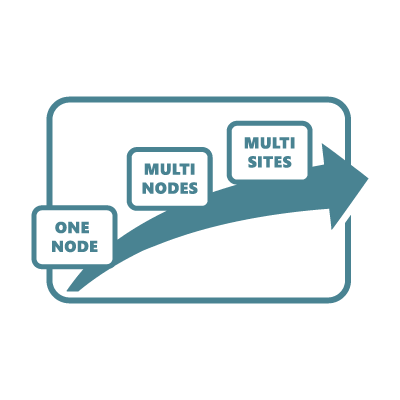 ONE
NODE
MULTI
NODES
MULTI
SITES